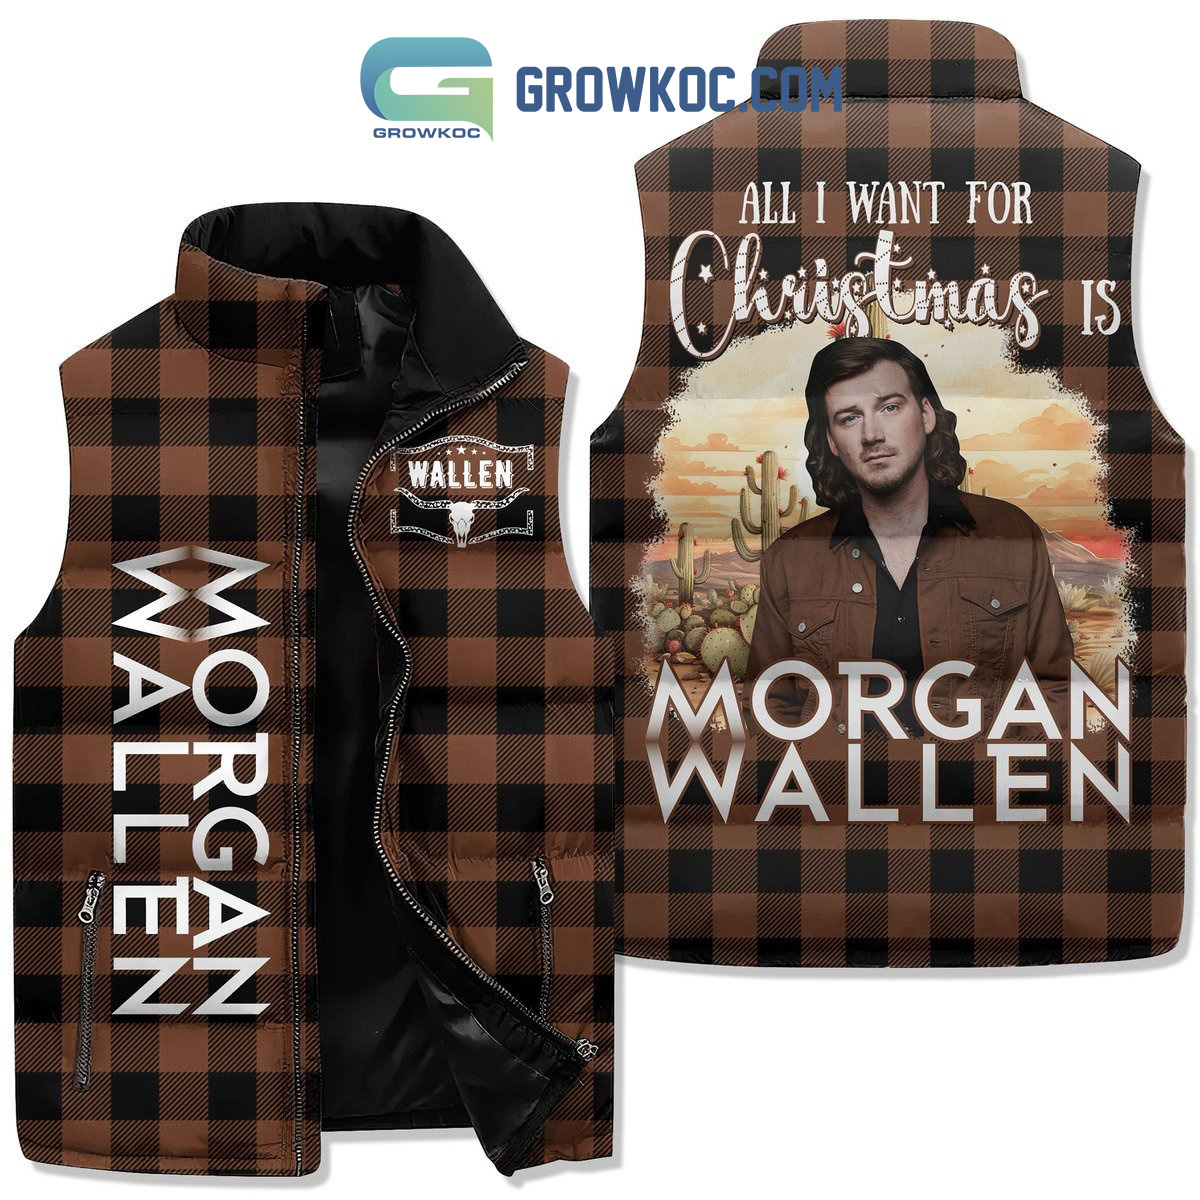 GROWKOC
GROWKOC.COM
WALLEN
MORGAN
WALLEN
ALL I WANT FOR
Christmas IS
MORGAN
WALLEN